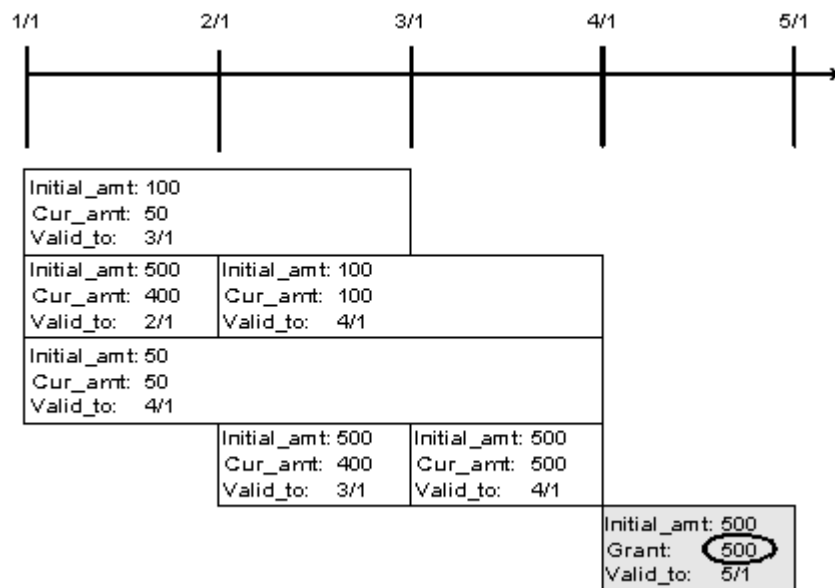 1/1 2/1 3/1 4/1 5/1
Initial_amt: 100
Cur_amt: 50
Valid_to: 3/1
Initial_amt: 500
Cur_amt: 400
Valid_to: 2/1
Initial_amt: 100
Cur_amt: 100
Valid_to: 4/1
Initial_amt: 50
Cur_amt: 50
Valid_to: 4/1
Initial_amt: 500
Cur_amt: 400
Valid_to: 3/1
Initial_amt: 500
Cur_amt: 500
Valid_to: 4/1
Initial_amt: 500
Grant: 500
Valid_to: 5/1